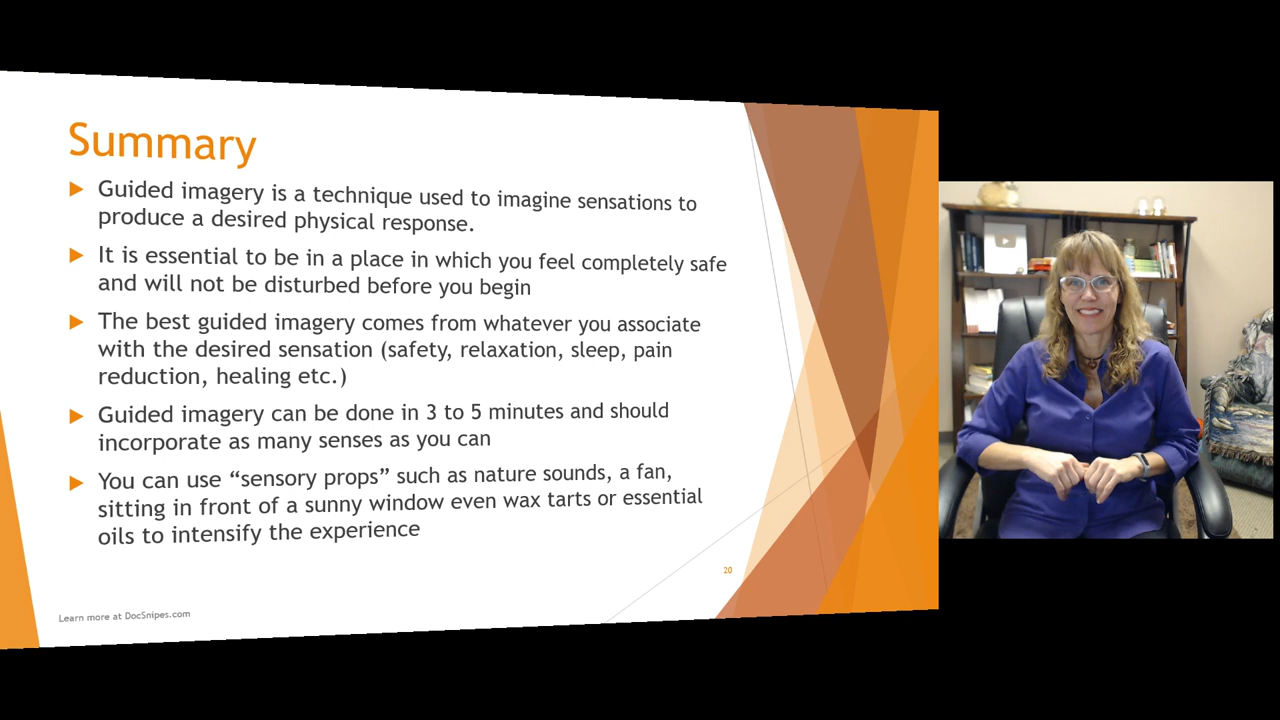 Summary
Guided imagery is a technique used to imagine sensations to
produce a desired physical response.
It is essential to be in a place in which you feel completely safe
and will not be disturbed before you begin
The best guided imagery comes from whatever you associate
with the desired sensation (safety, relaxation, sleep, pain
reduction, healing etc.)
Guided imagery can be done in 3 to 5 minutes and should
incorporate as many senses as you can
You can use “sensory props” such as nature sounds, a fan,
sitting in front of a sunny window even wax tarts or essential
oils to intensify the experience
20
Learn more at DocSnipes.com